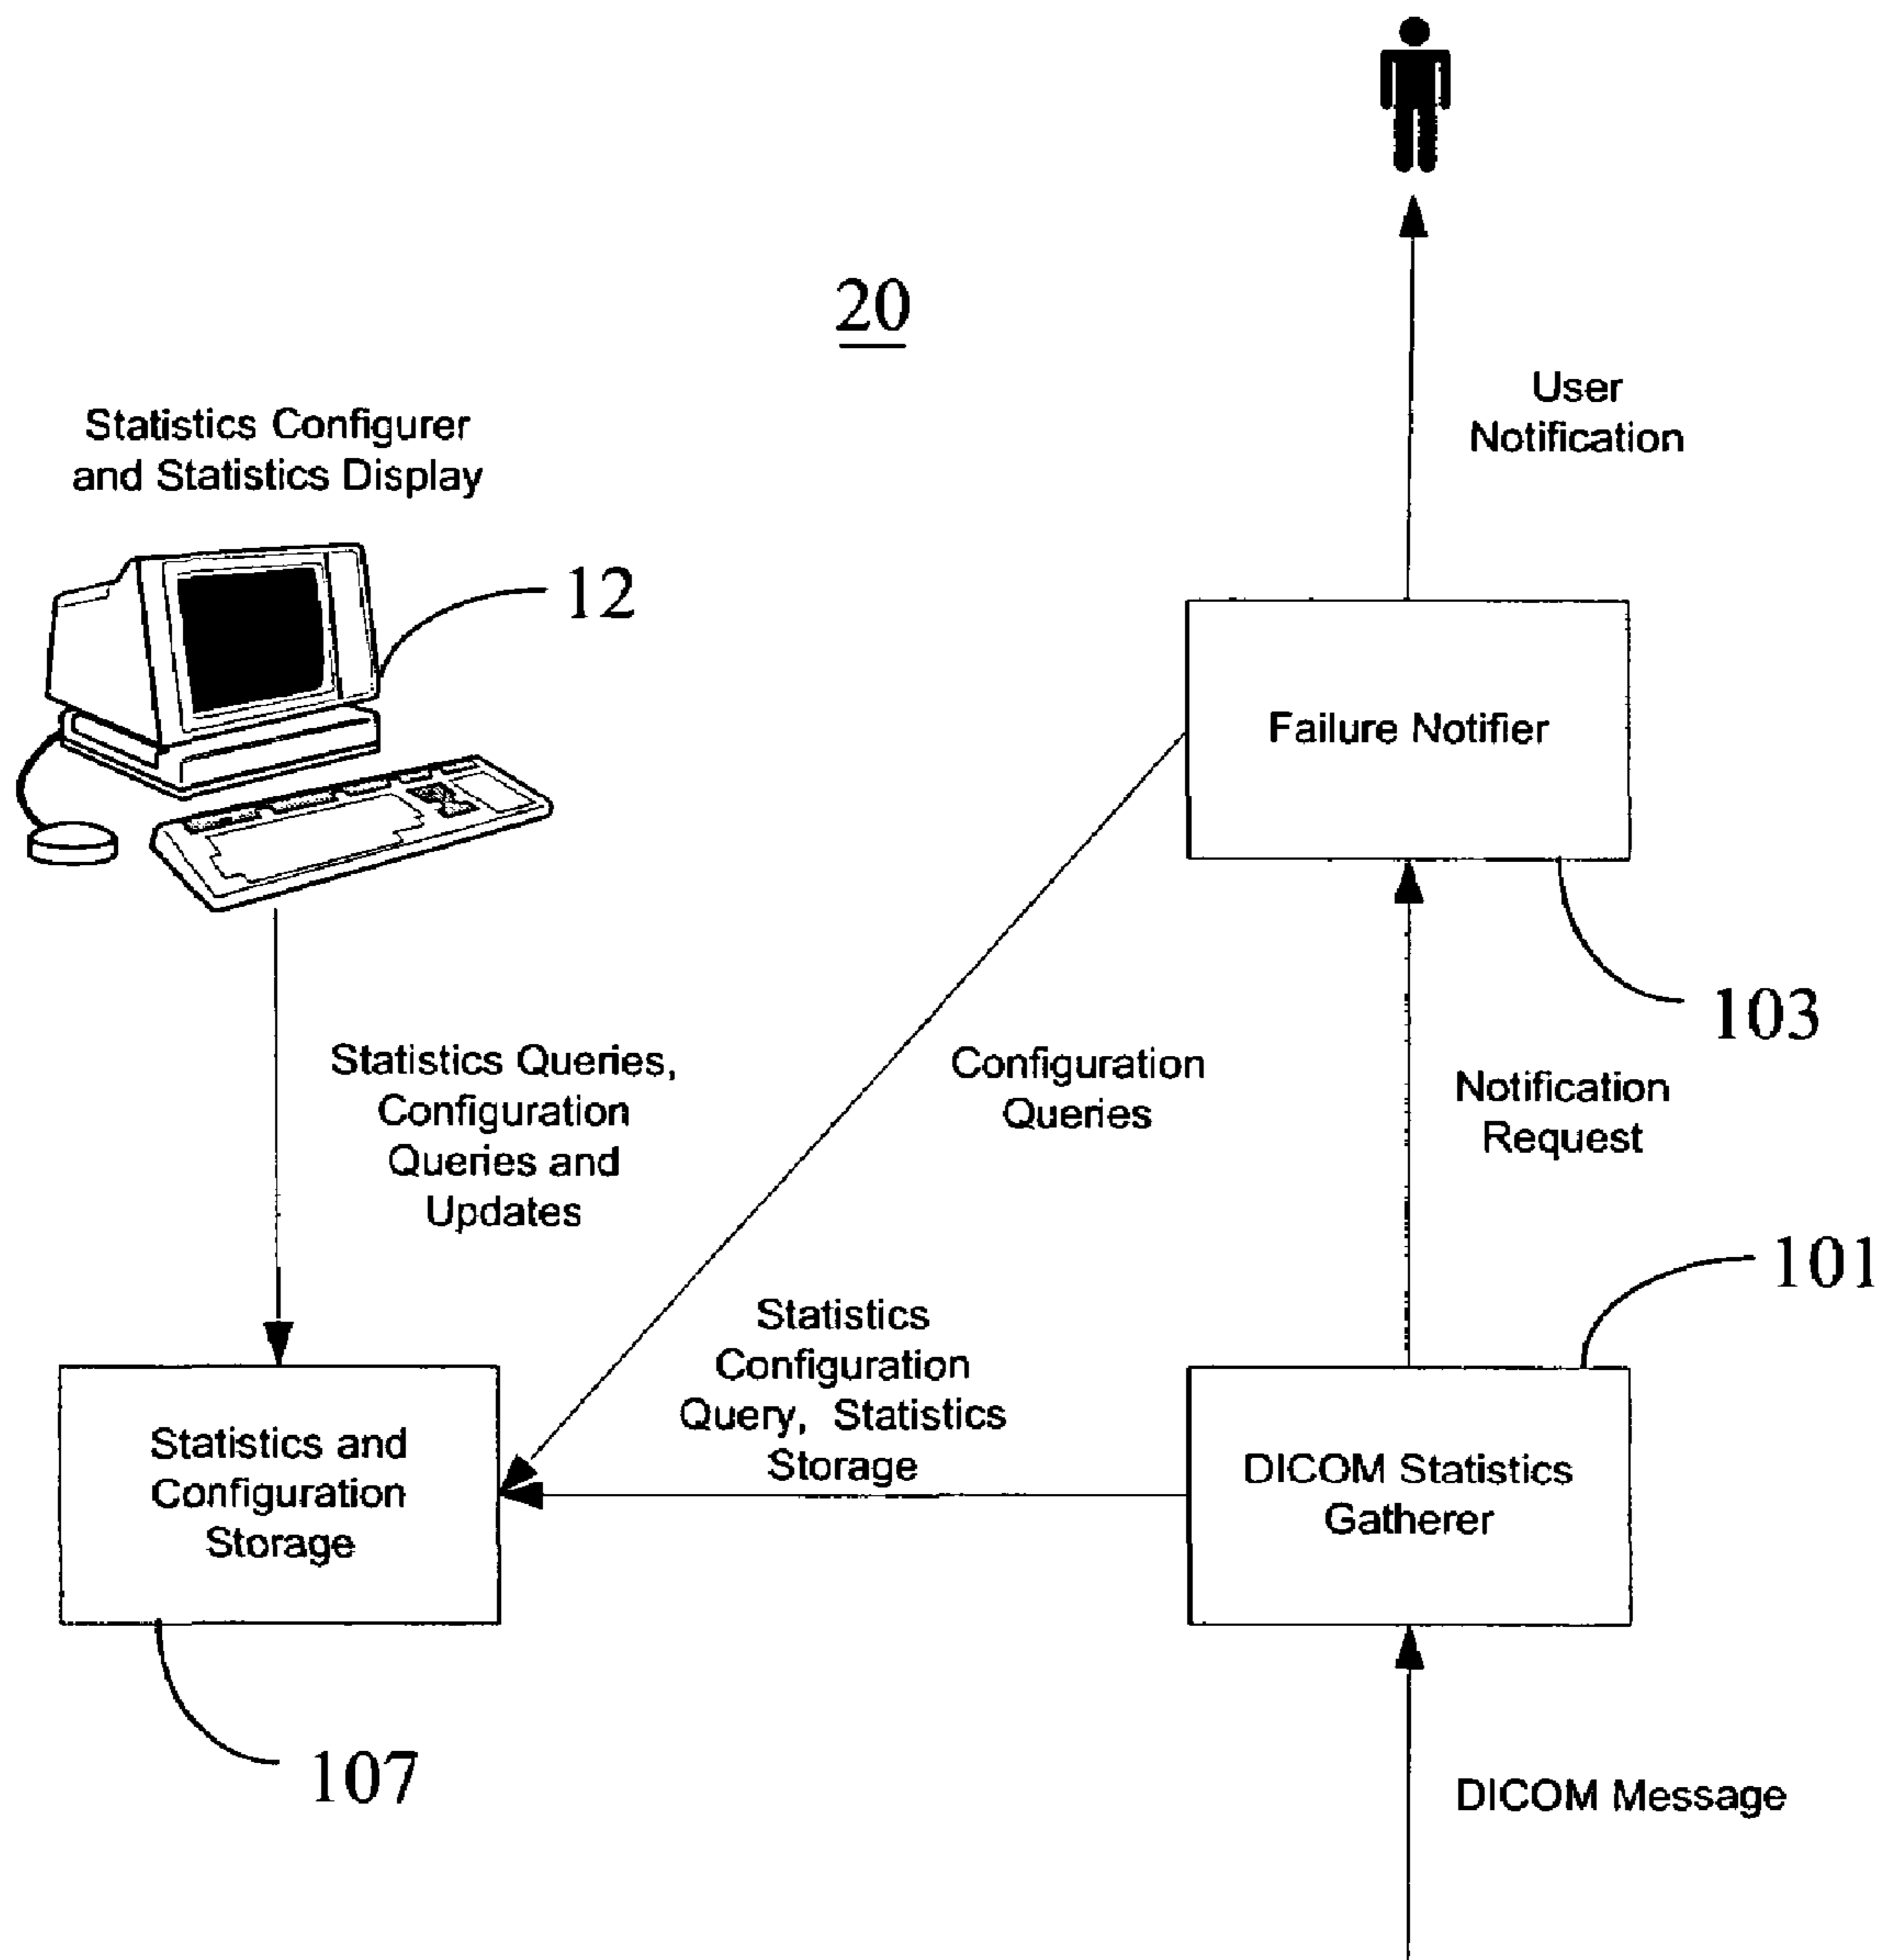 20
User
Notification
Statistics Configurer
and Statistics Display
12
Failure Notifier
103
Statistics Queries,
Configuration
Queries and
Updates
Configuration
Queries
Notification
Request
101
Statistics
Configuration
Query, Statistics
Storage
Statistics and
Configuration
Storage
DICOM Statistics
Gatherer
107
DICOM Message